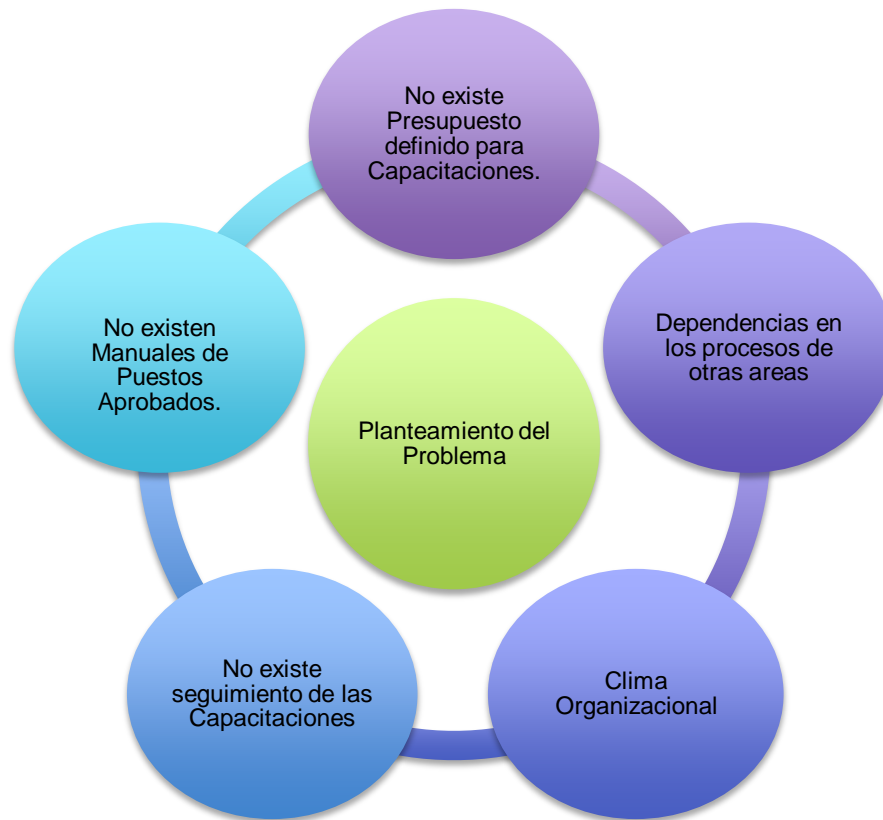 No existe
Presupuesto
definido para
Capacitaciones.
Dependencias en
los procesos de
otras areas
Clima
Organizacional
No existe
seguimiento de las
Capacitaciones
No existen
Manuales de
Puestos
Aprobados.
Planteamiento del
Problema